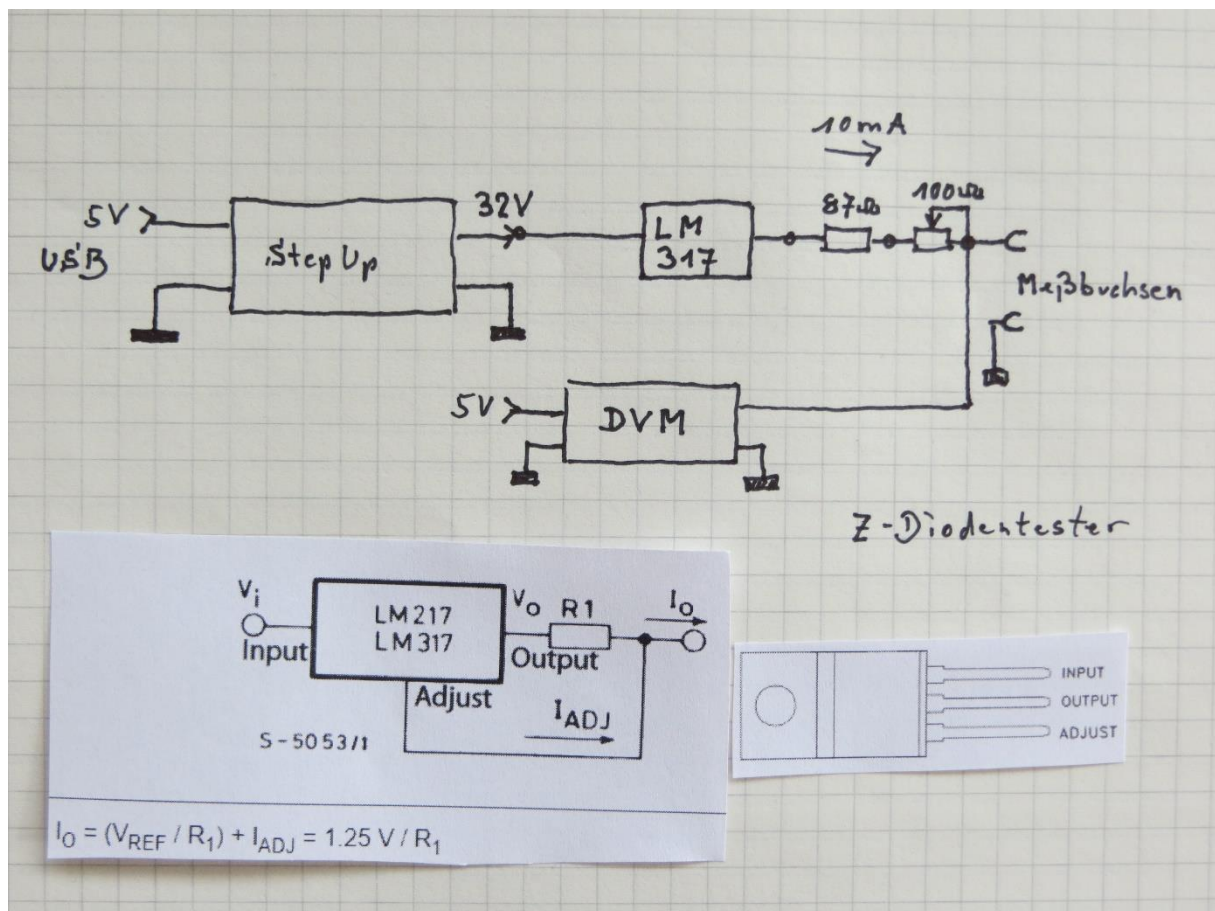 10mA
5V
USB
Step Up
32V
LM
317
87Ω
100Ω
Meßbuchsen
5V
DVM
Z-Diodentester
Vi
Input
LM217
LM317
VO
Output
R1
IO
Adjust
IADJ
S-5053/1
IO = (VREF / R1) + IADJ = 1.25 V / R1
INPUT
OUTPUT
ADJUST